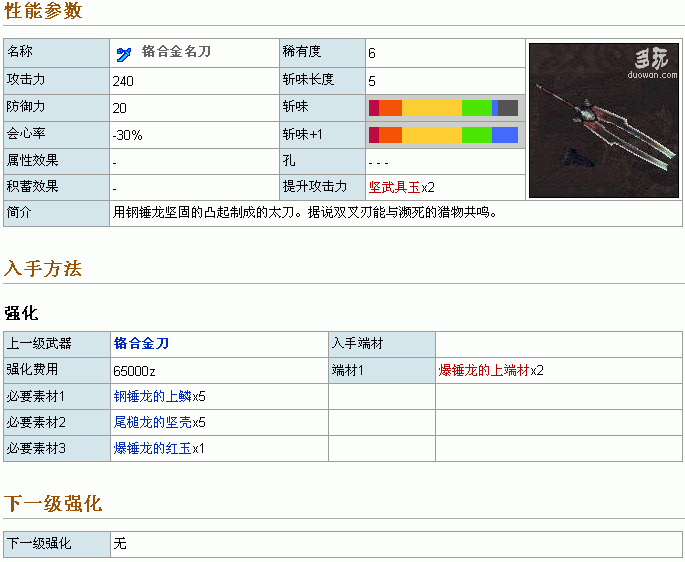 性能参数
名称 铬合金名刀 稀有度 6
多玩
duowan.com
攻击力 240 斩味长度 5
防御力 20 斩味
会心率 -30% 斩味+1
属性效果 - 孔 ---
积蓄效果 - 提升攻击力 坚武具玉x2
简介 用钢锤龙坚固的凸起制成的太刀。据说双叉刃能与濒死的猎物共鸣。
入手方法
强化
上一级武器 铬合金刀 入手端材
强化费用 65000z 端材1 爆锤龙的上端材x2
必要素材1 钢锤龙的上鳞x5
必要素材2 尾槌龙的坚壳x5
必要素材3 爆锤龙的红玉x1
下一级强化
下一级强化 无